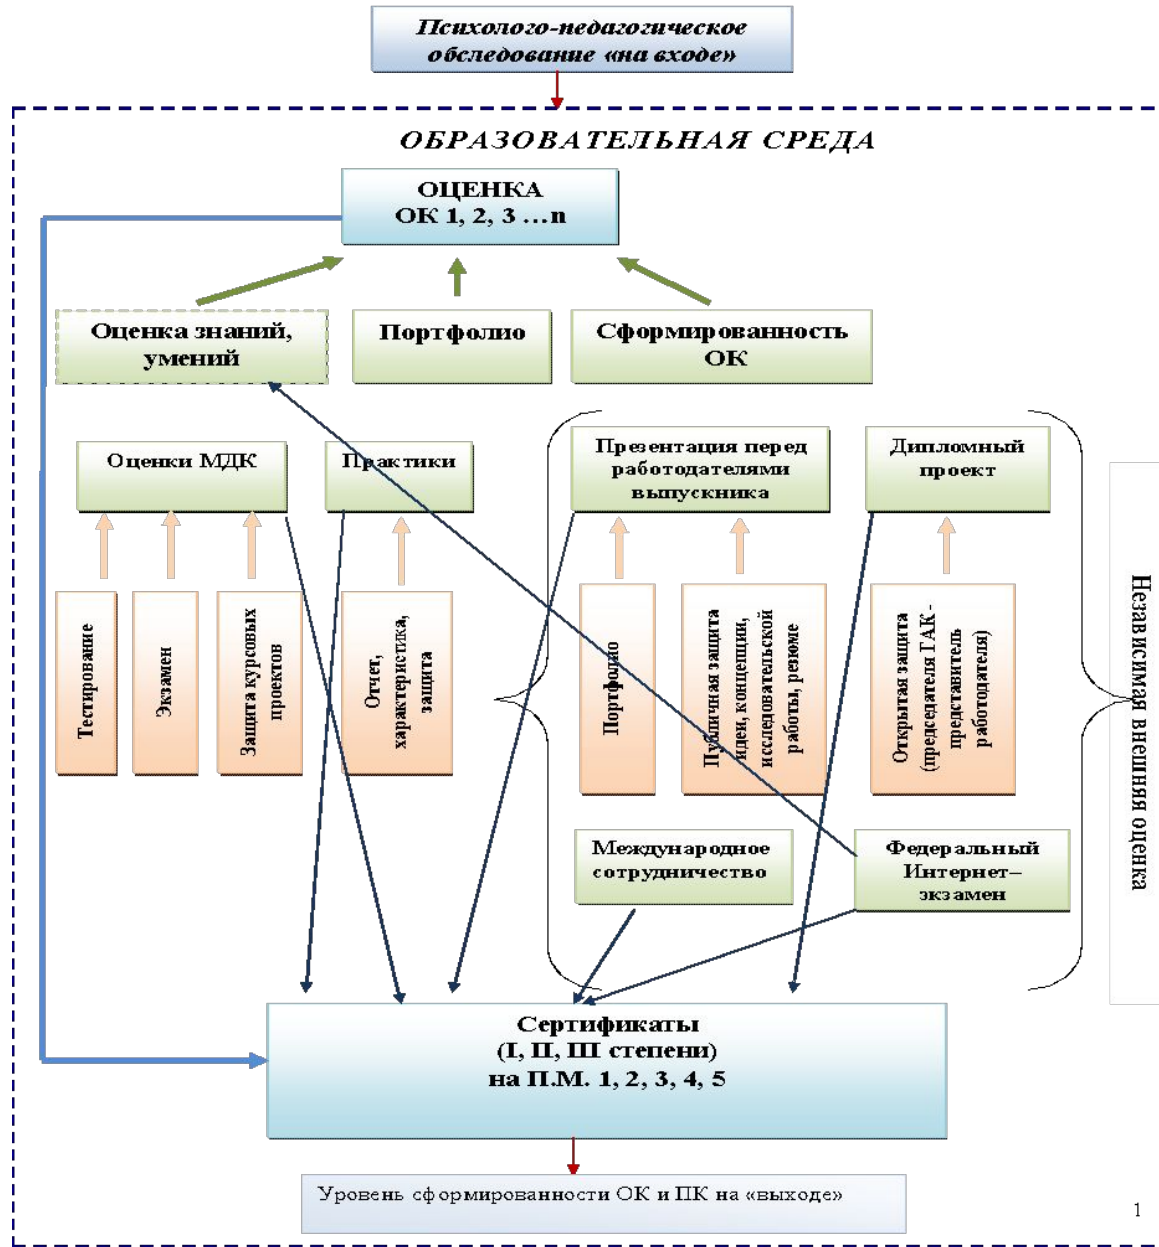 Психолого-педагогическое
обследование «на входе»
ОБРАЗОВАТЕЛЬНАЯ СРЕДА
ОЦЕНКА
ОК 1, 2, 3 …n
Оценка знаний,
умений
Портфолио
Сформированность
ОК
Оценки МДК
Практики
Презентация перед
работодателями
выпускника
Дипломный
проект
Тестирование
Экзамен
Защита курсовых
проектов
Отчет,
характеристика,
защита
Портфолио
Публичная защита
идеи, концепции,
исследовательской
работы, резюме
Открытая защита
(председателя ГАК -
представитель
работодателя)
Независимая внешняя оценка
Международное
сотрудничество
Федеральный
Интернет–
экзамен
Сертификаты
(I, II, III степени)
на П.М. 1, 2, 3, 4, 5
Уровень сформированности ОК и ПК на «выходе»
1